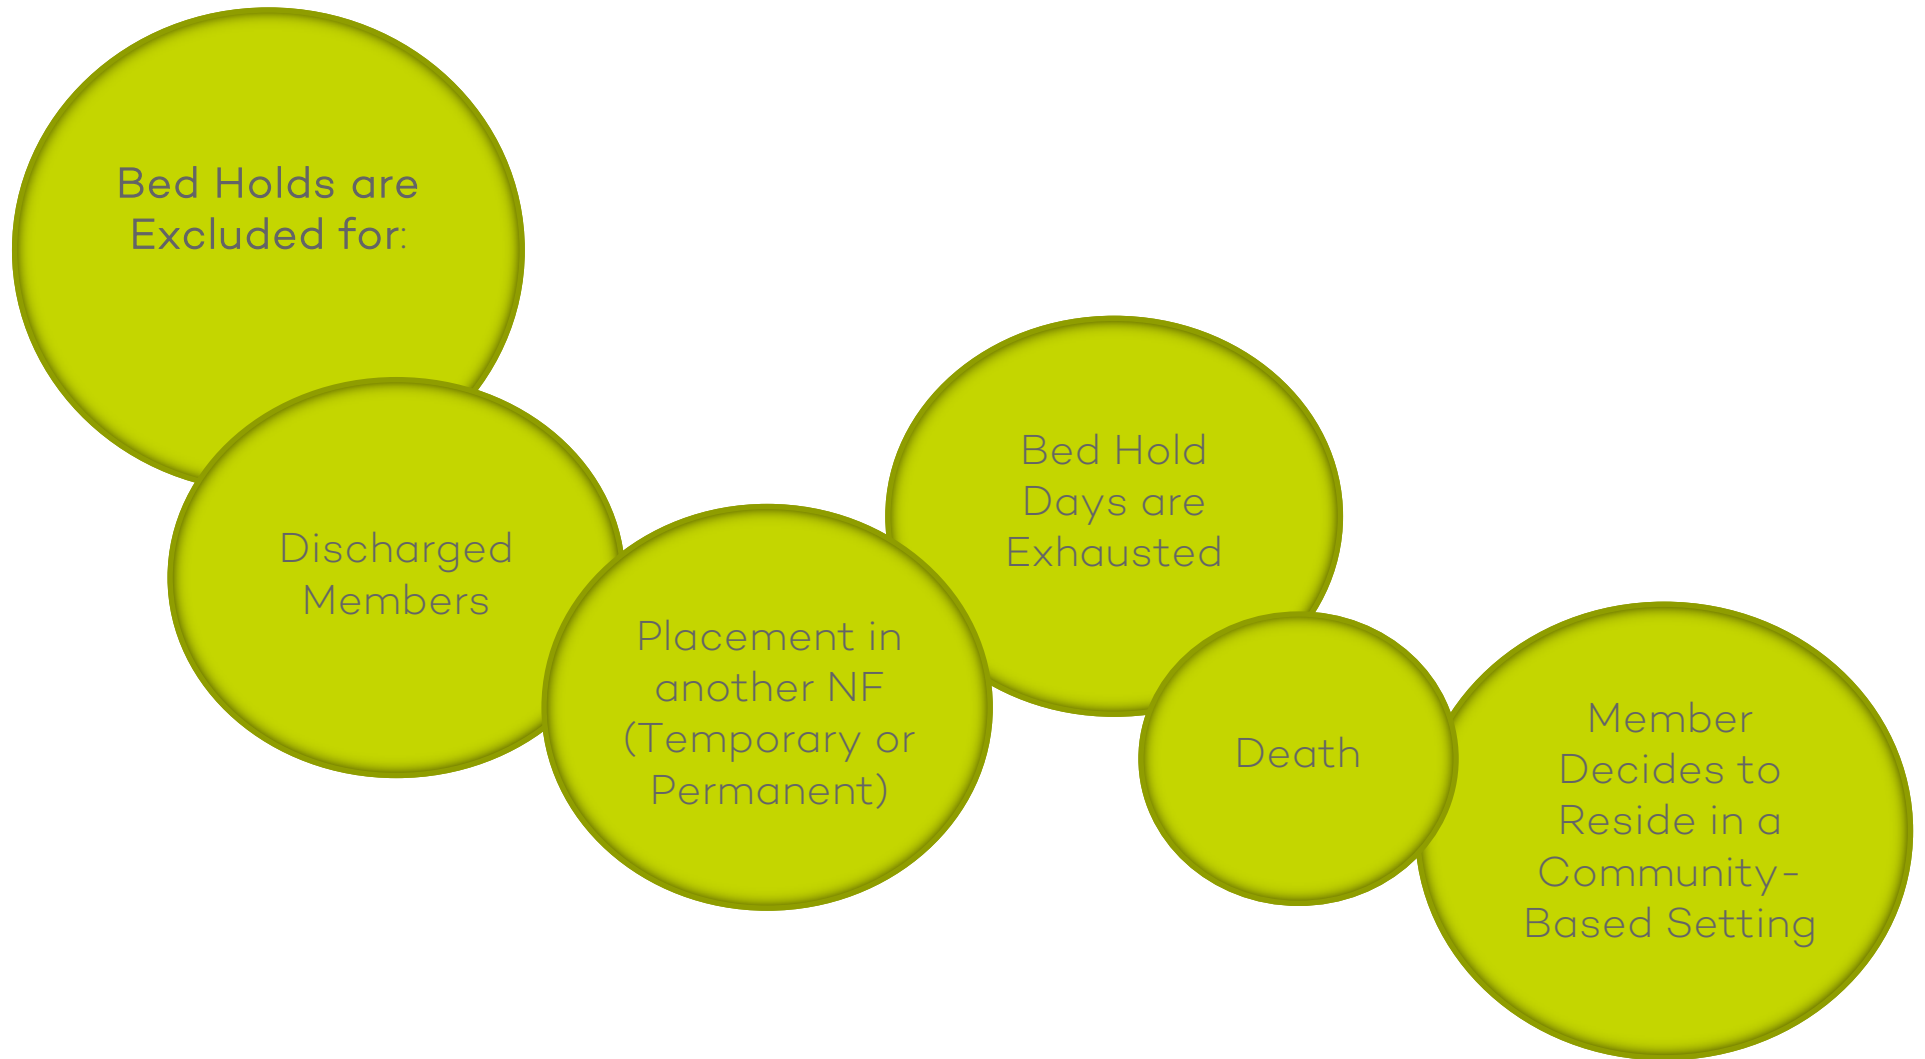 Bed Holds are
Excluded for:
Discharged
Members
Placement in
another NF
(Temporary or
Permanent)
Bed Hold
Days are
Exhausted
Death
Member
Decides to
Reside in a
Community-
Based Setting